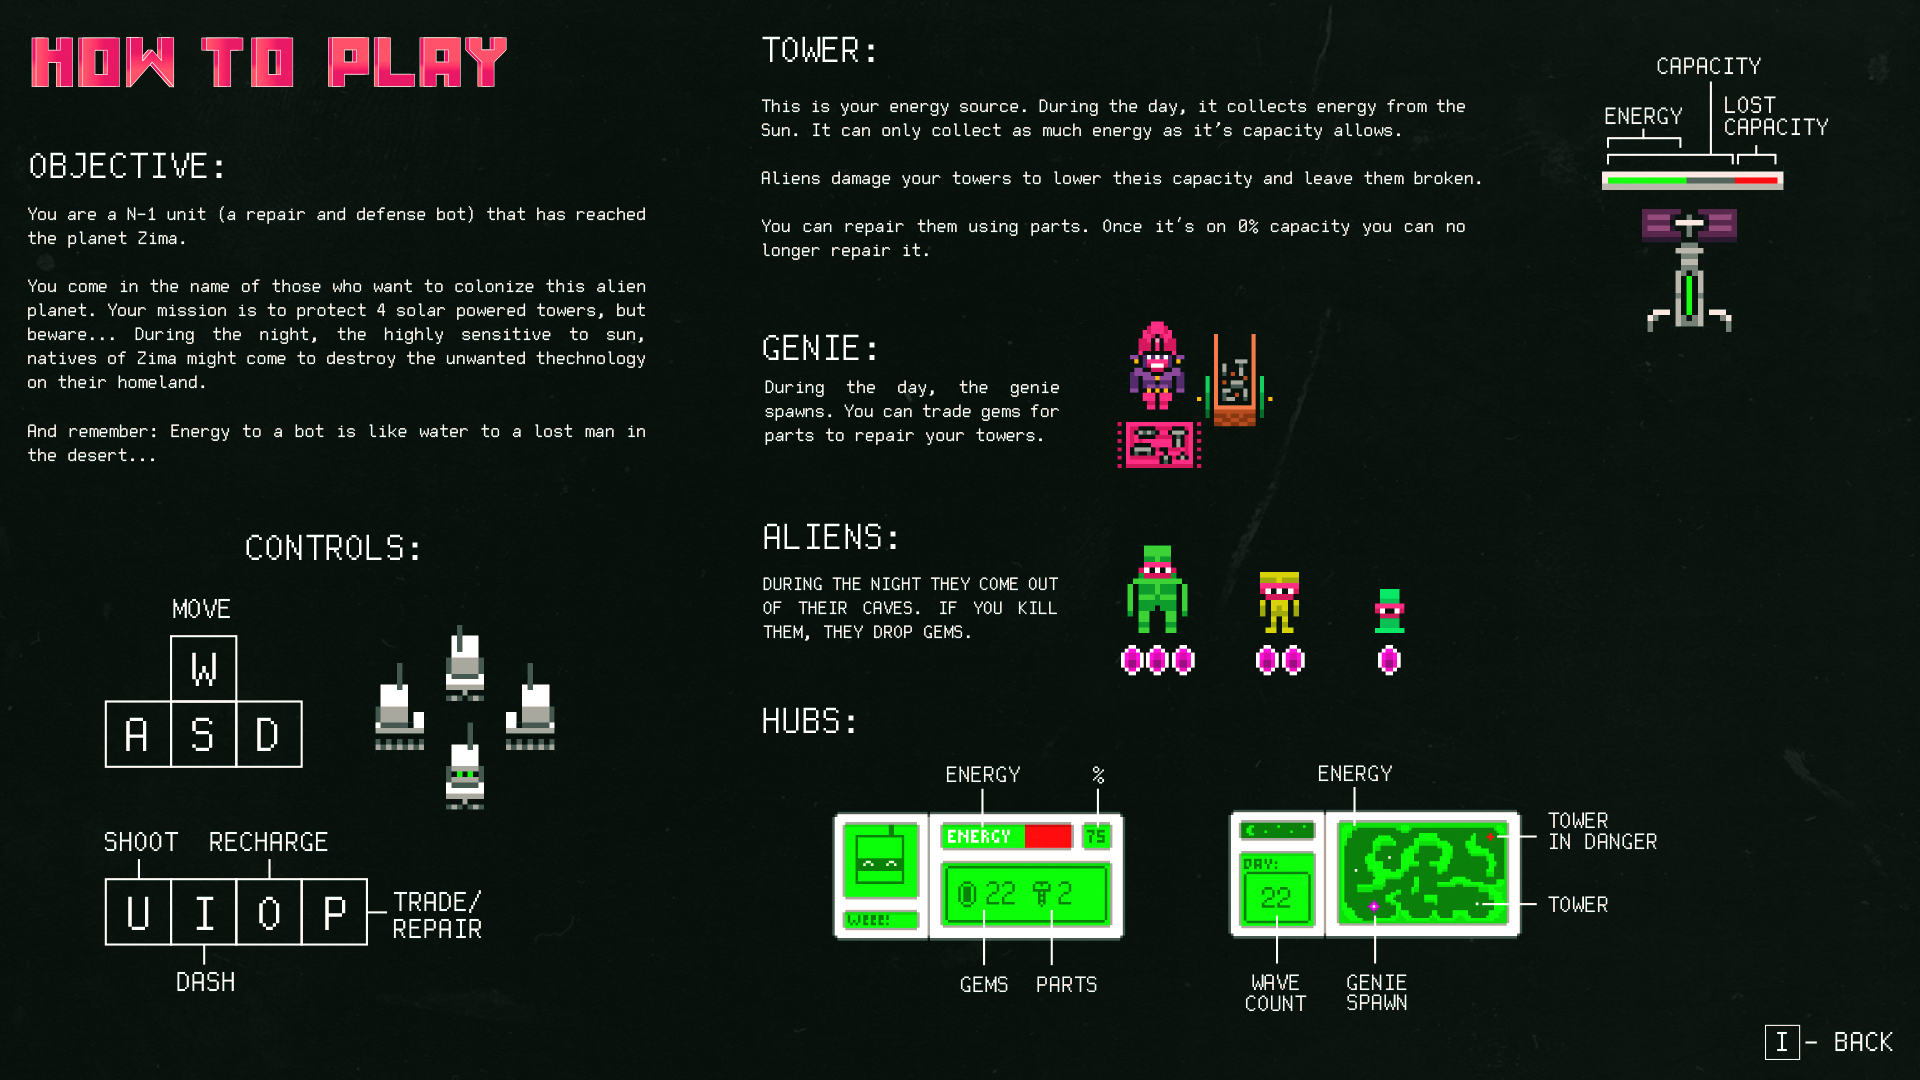 HOW TO PLAY
OBJECTIVE:
You are a N-1 unit (a repair and defense bot) that has reached
the planet Zima.
You come in the name of those who want to colonize this alien
planet. Your mission is to protect 4 solar powered towers, but
beware... During the night, the highly sensitive to sun,
natives of Zima might come to destroy the unwanted thechnology
on their homeland.
And remember: Energy to a bot is like water to a lost man in
the desert...
CONTROLS:
MOVE
W
A S D
SHOOT RECHARGE
U I O P
TRADE/
REPAIR
DASH
TOWER:
This is your energy source. During the day, it collects energy from the
Sun. It can only collect as much energy as it's capacity allows.
Aliens damage your towers to lower theis capacity and leave them broken.
You can repair them using parts. Once it's on 0% capacity you can no
longer repair it.
CAPACITY
ENERGY
LOST
CAPACITY
GENIE:
During the day, the genie
spawns. You can trade gems for
parts to repair your towers.
ALIENS:
DURING THE NIGHT THEY COME OUT
OF THEIR CAVES. IF YOU KILL
THEM, THEY DROP GEMS.
HUBS:
ENERGY %
ENERGY 75
22 2
WEEE!
GEMS PARTS
ENERGY
DAY:
22
TOWER
IN DANGER
TOWER
WAVE
COUNT
GENIE
SPAWN
I - BACK